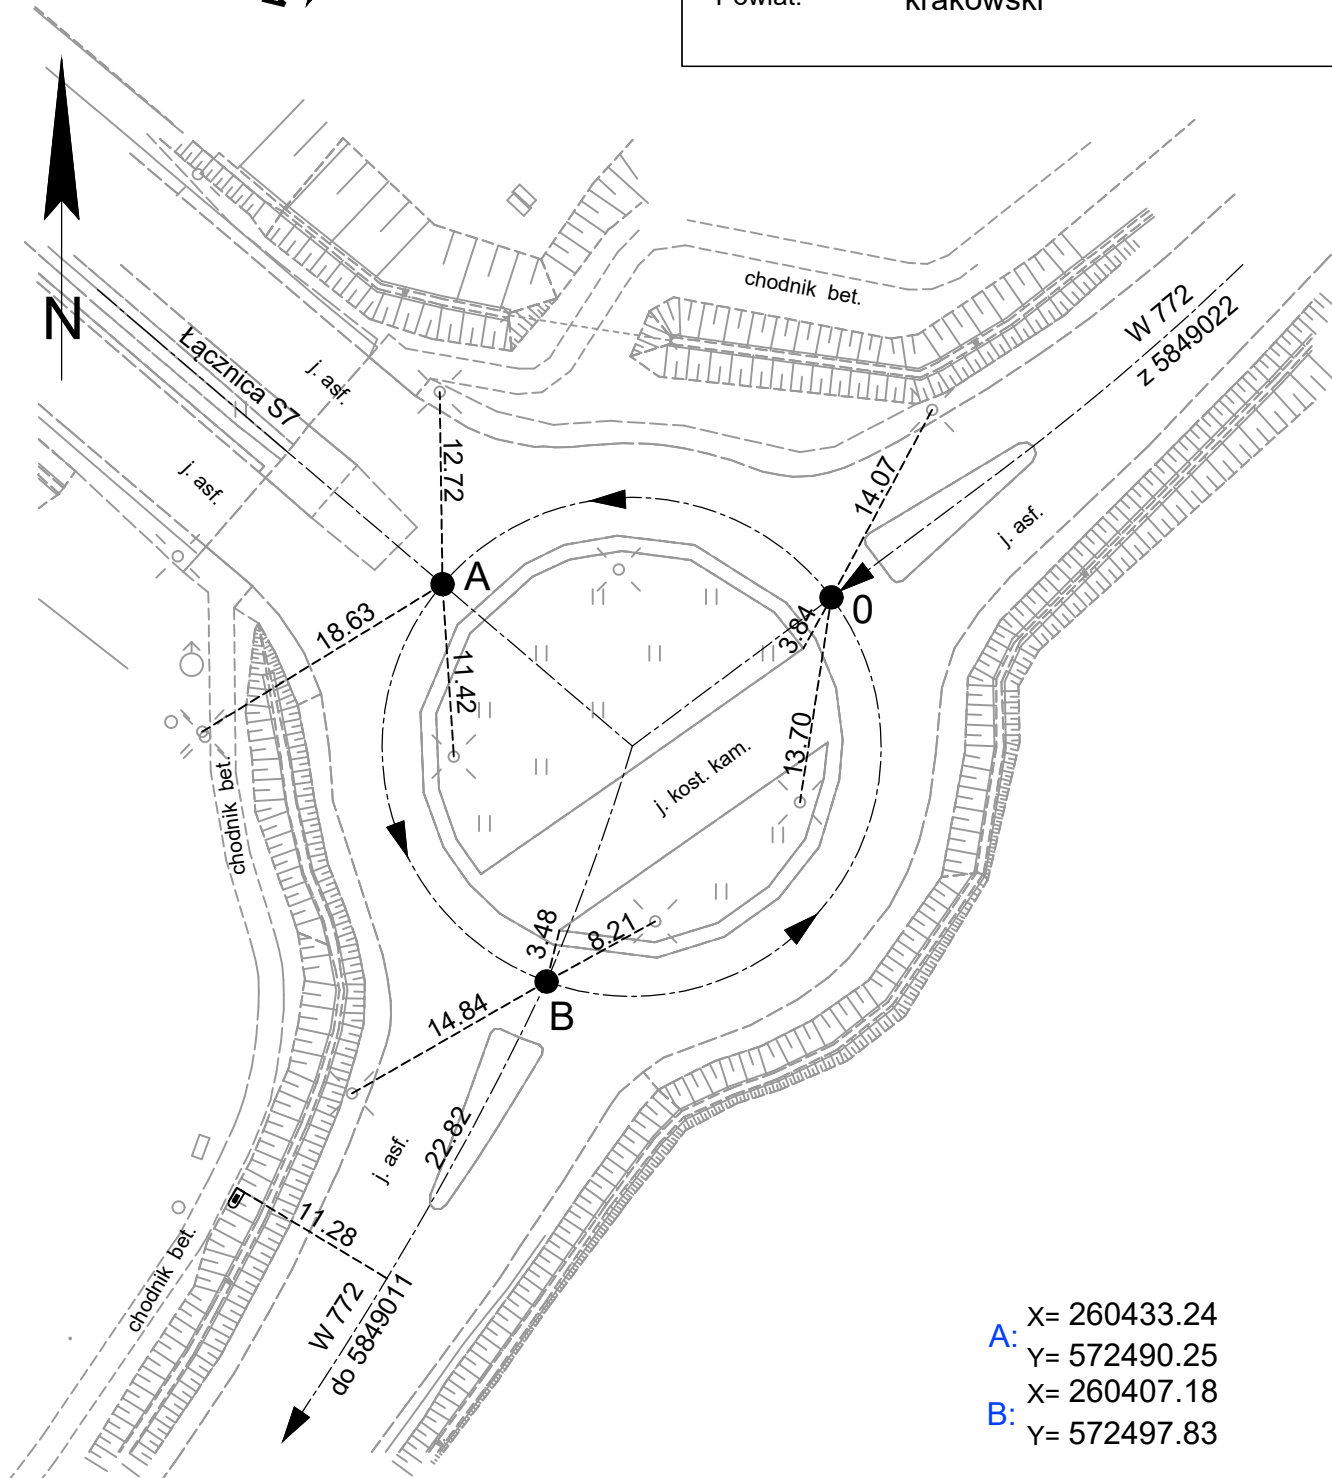 Powiat: krakowski
N
chodnik bet.
W 772
z 5849022
Łącznica S7
j. asf.
j. asf.
12.72
14.07
j. asf.
A
0
18.63
3.84
11.42
13.70
j. kost. kam.
chodnik bet.
3.48
8.21
B
14.84
22.82
j. asf.
11.28
chodnik bet.
W 772
do 5849011
A:
X= 260433.24
Y= 572490.25
B:
X= 260407.18
Y= 572497.83